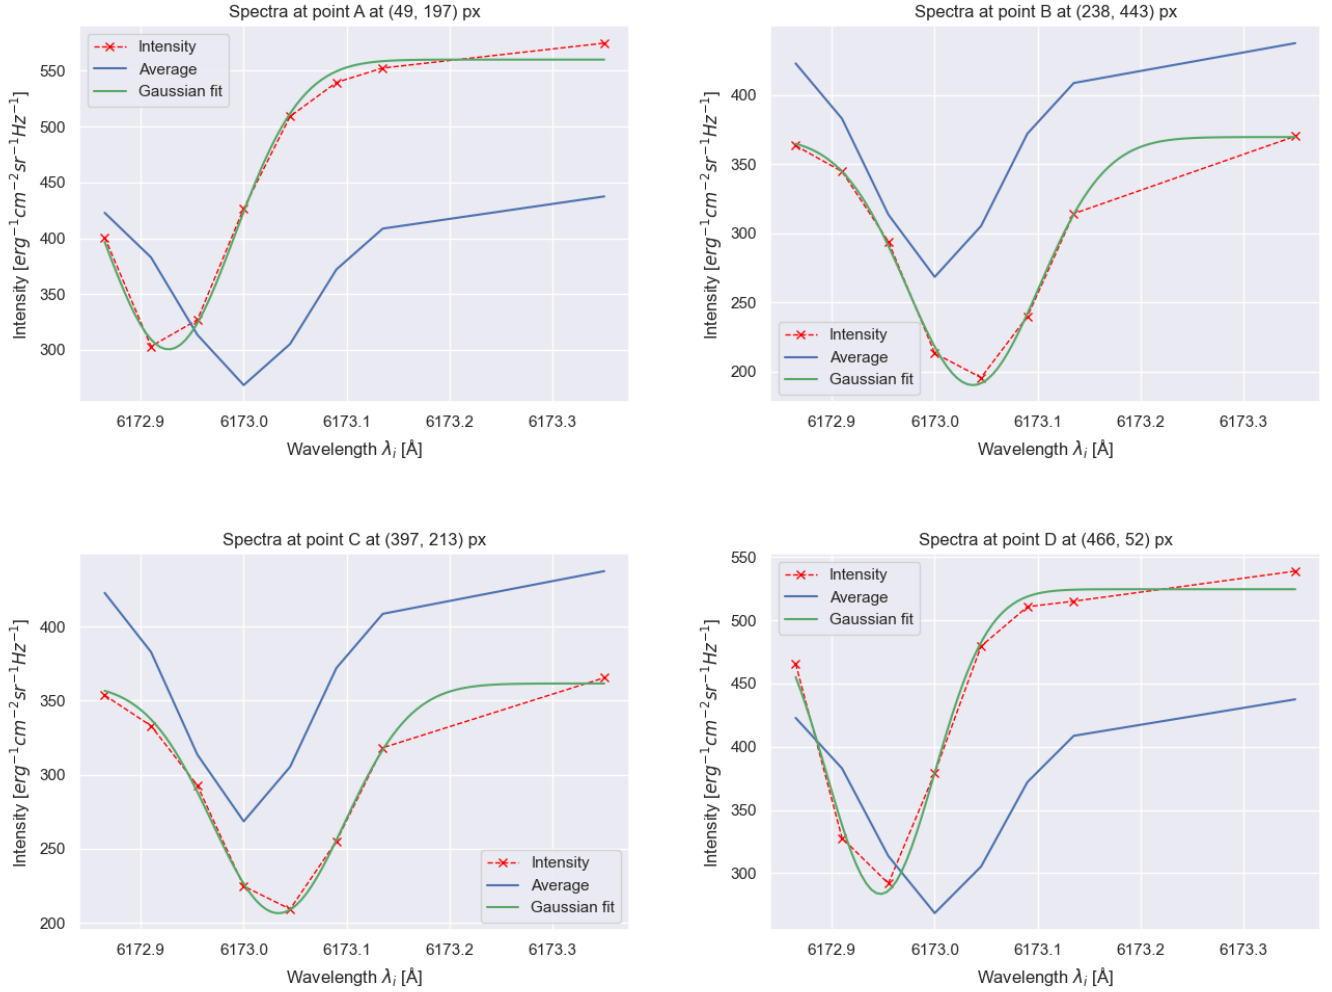 Spectra at point A at (49, 197) px
Intensity
Average
Gaussian fit
550
500
450
400
350
300
Intensity [erg⁻¹cm⁻²sr⁻¹Hz⁻¹]
6172.9 6173.0 6173.1 6173.2 6173.3
Wavelength λᵢ [Å]
Spectra at point B at (238, 443) px
400
350
300
250
200
Intensity [erg⁻¹cm⁻²sr⁻¹Hz⁻¹]
Intensity
Average
Gaussian fit
6172.9 6173.0 6173.1 6173.2 6173.3
Wavelength λᵢ [Å]
Spectra at point C at (397, 213) px
400
350
300
250
200
Intensity [erg⁻¹cm⁻²sr⁻¹Hz⁻¹]
Intensity
Average
Gaussian fit
6172.9 6173.0 6173.1 6173.2 6173.3
Wavelength λᵢ [Å]
Spectra at point D at (466, 52) px
Intensity
Average
Gaussian fit
550
500
450
400
350
300
Intensity [erg⁻¹cm⁻²sr⁻¹Hz⁻¹]
6172.9 6173.0 6173.1 6173.2 6173.3
Wavelength λᵢ [Å]